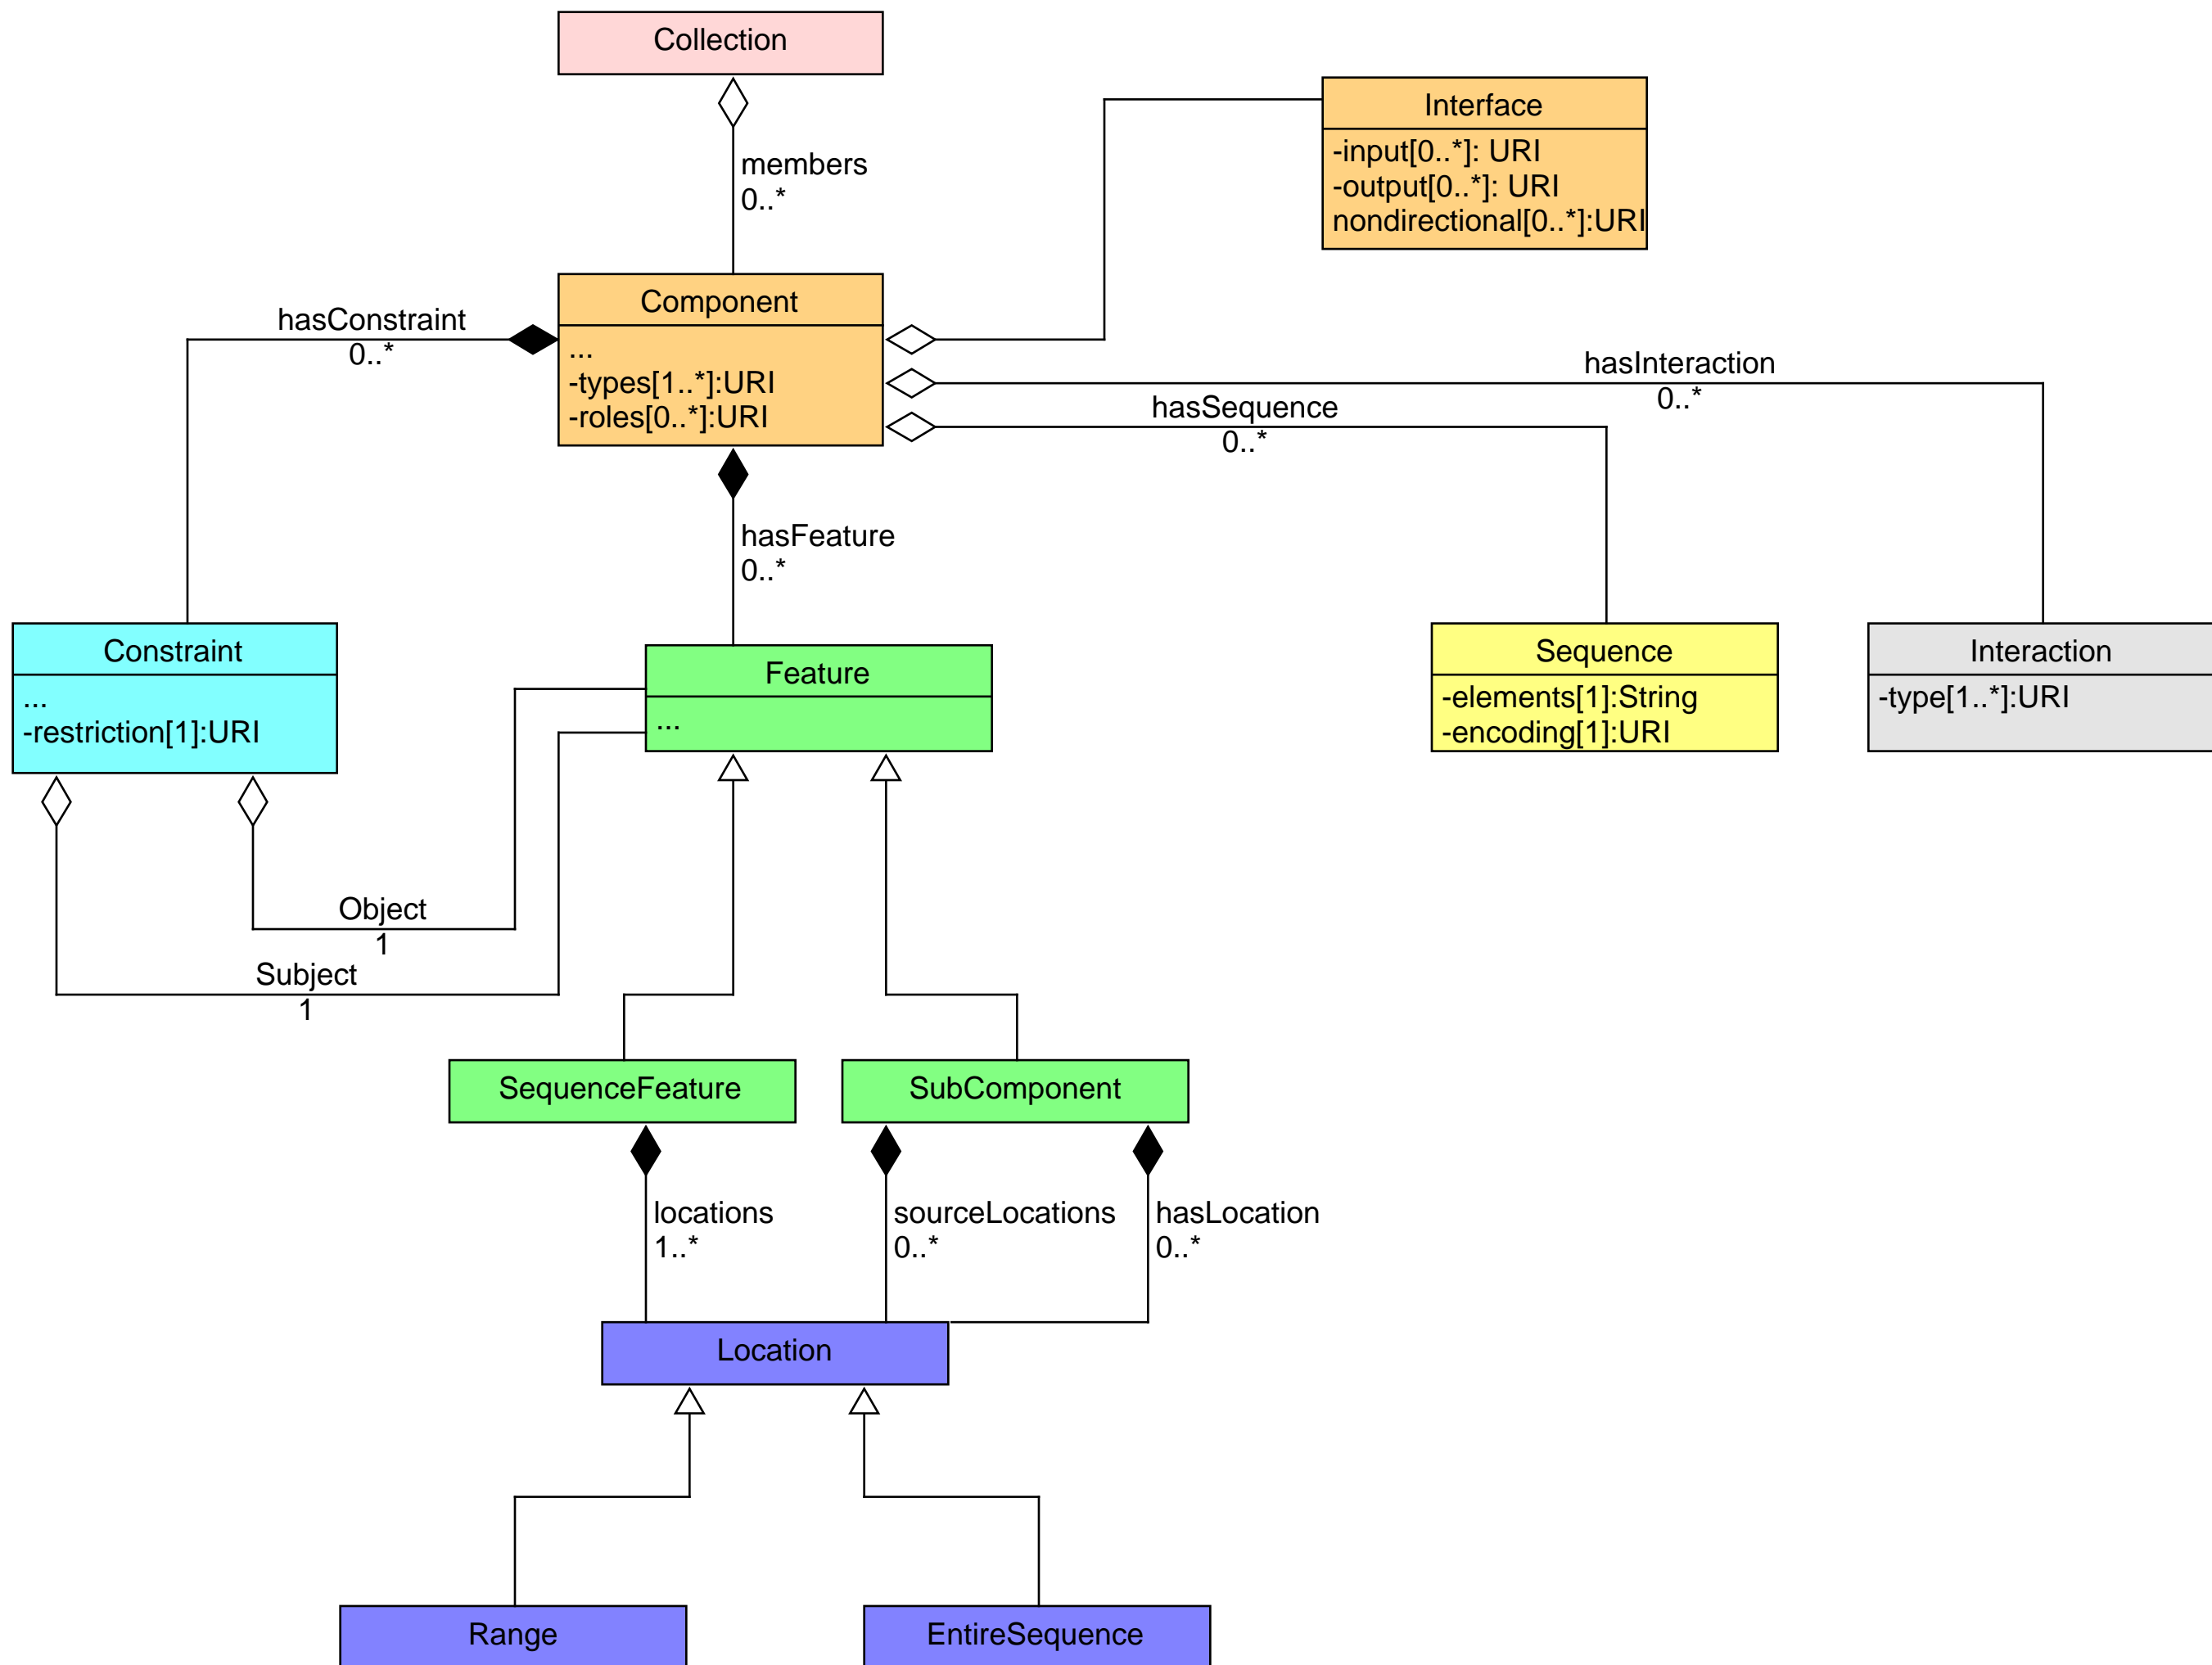 Collection
Interface
-input[0..*]: URI
-output[0..*]: URI
nondirectional[0..*]:URI
members
0..*
Component
...
-types[1..*]:URI
-roles[0..*]:URI
hasConstraint
0..*
hasInteraction
0..*
hasSequence
0..*
hasFeature
0..*
Constraint
...
-restriction[1]:URI
Feature
...
Sequence
-elements[1]:String
-encoding[1]:URI
Interaction
-type[1..*]:URI
Object
1
Subject
1
SequenceFeature
SubComponent
locations
1..*
sourceLocations
0..*
hasLocation
0..*
Location
Range
EntireSequence